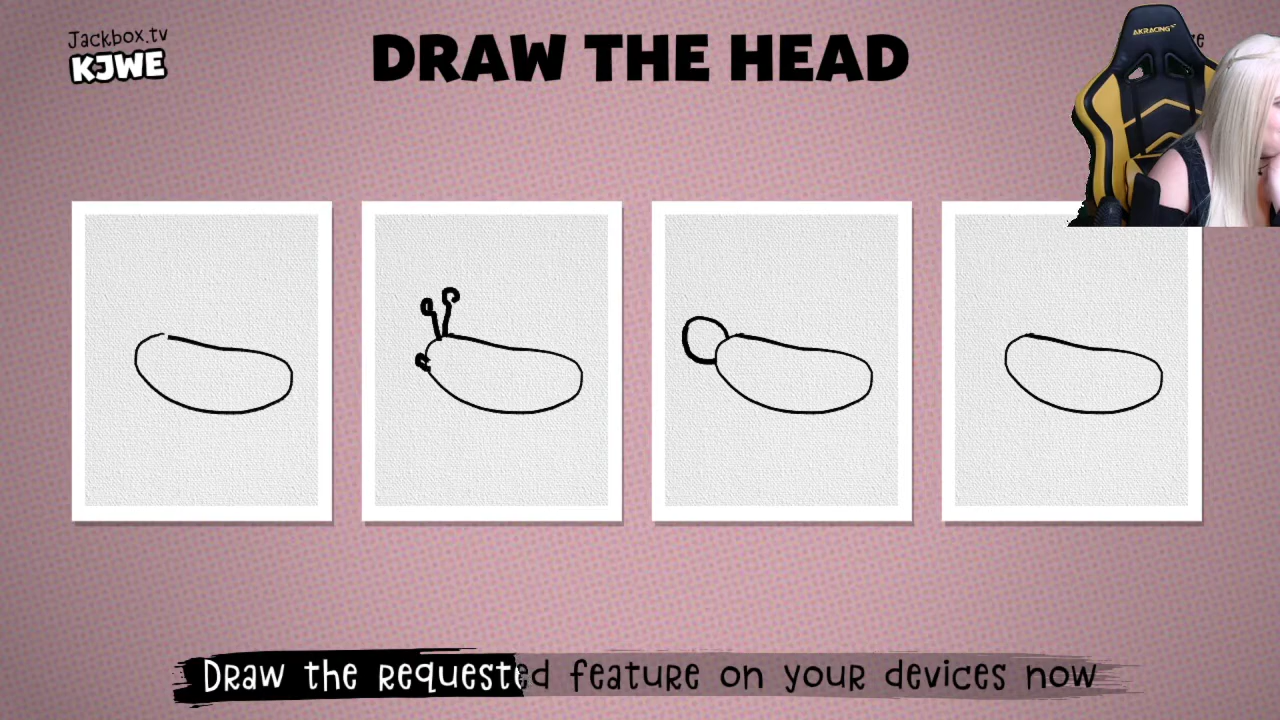 Jackbox.tv
KJWE
DRAW THE HEAD
AKRACING
Draw the requested feature on your devices now